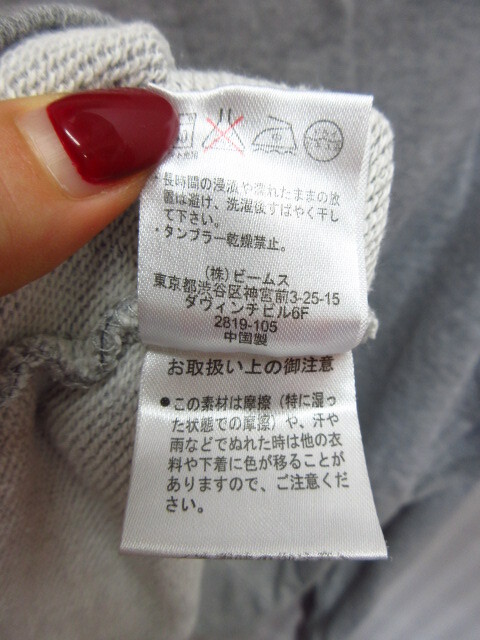 ・長時間の浸漬や濡れたままの放
置は避け、洗濯後すばやく干し
て下さい。
・タンブラー乾燥禁止。
(株)ビームス
東京都渋谷区神宮前3-25-15
ダヴィンチビル6F
2819-105
中国製
お取扱い上の御注意
●この素材は摩擦（特に湿っ
た状態での摩擦）や、汗や
雨などでぬれた時は他の衣
料や下着に色が移ることが
ありますので、ご注意くだ
さい。